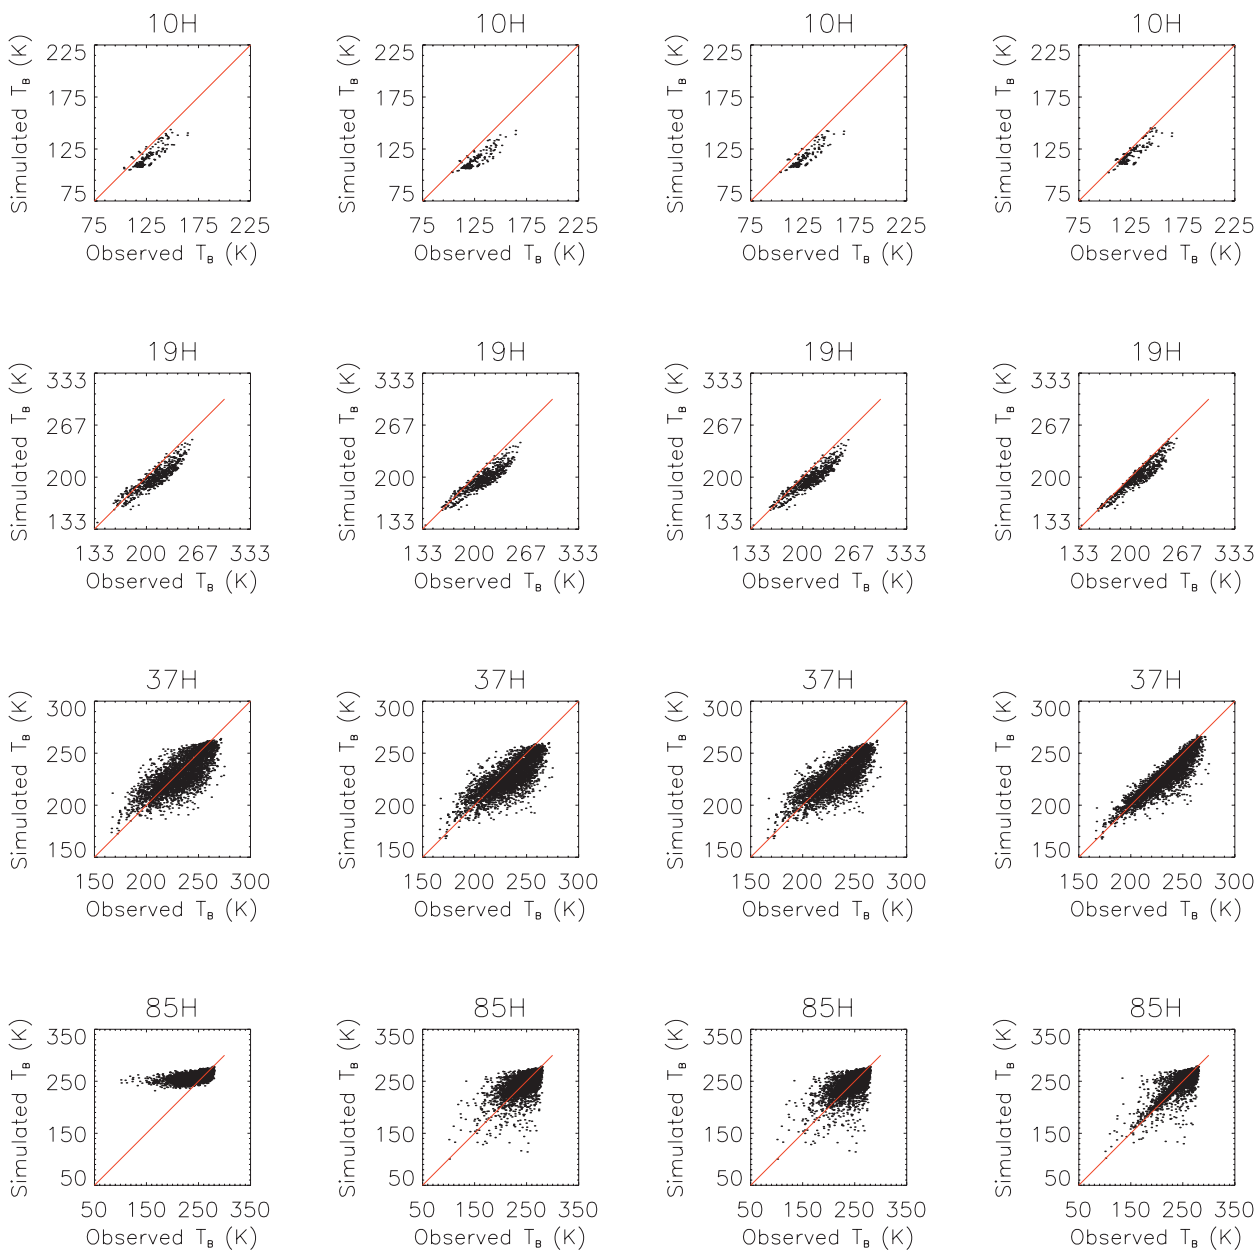 10H 10H 10H 10H
Simulated T_B (K) Simulated T_B (K) Simulated T_B (K) Simulated T_B (K)
225 225 225 225
175 175 175 175
125 125 125 125
75 75 75 75
75 125 175 225 75 125 175 225 75 125 175 225 75 125 175 225
Observed T_B (K) Observed T_B (K) Observed T_B (K) Observed T_B (K)
19H 19H 19H 19H
Simulated T_B (K) Simulated T_B (K) Simulated T_B (K) Simulated T_B (K)
333 333 333 333
267 267 267 267
200 200 200 200
133 133 133 133
133 200 267 333 133 200 267 333 133 200 267 333 133 200 267 333
Observed T_B (K) Observed T_B (K) Observed T_B (K) Observed T_B (K)
37H 37H 37H 37H
Simulated T_B (K) Simulated T_B (K) Simulated T_B (K) Simulated T_B (K)
300 300 300 300
250 250 250 250
200 200 200 200
150 150 150 150
150 200 250 300 150 200 250 300 150 200 250 300 150 200 250 300
Observed T_B (K) Observed T_B (K) Observed T_B (K) Observed T_B (K)
85H 85H 85H 85H
Simulated T_B (K) Simulated T_B (K) Simulated T_B (K) Simulated T_B (K)
350 350 350 350
250 250 250 250
150 150 150 150
50 50 50 50
50 150 250 350 50 150 250 350 50 150 250 350 50 150 250 350
Observed T_B (K) Observed T_B (K) Observed T_B (K) Observed T_B (K)